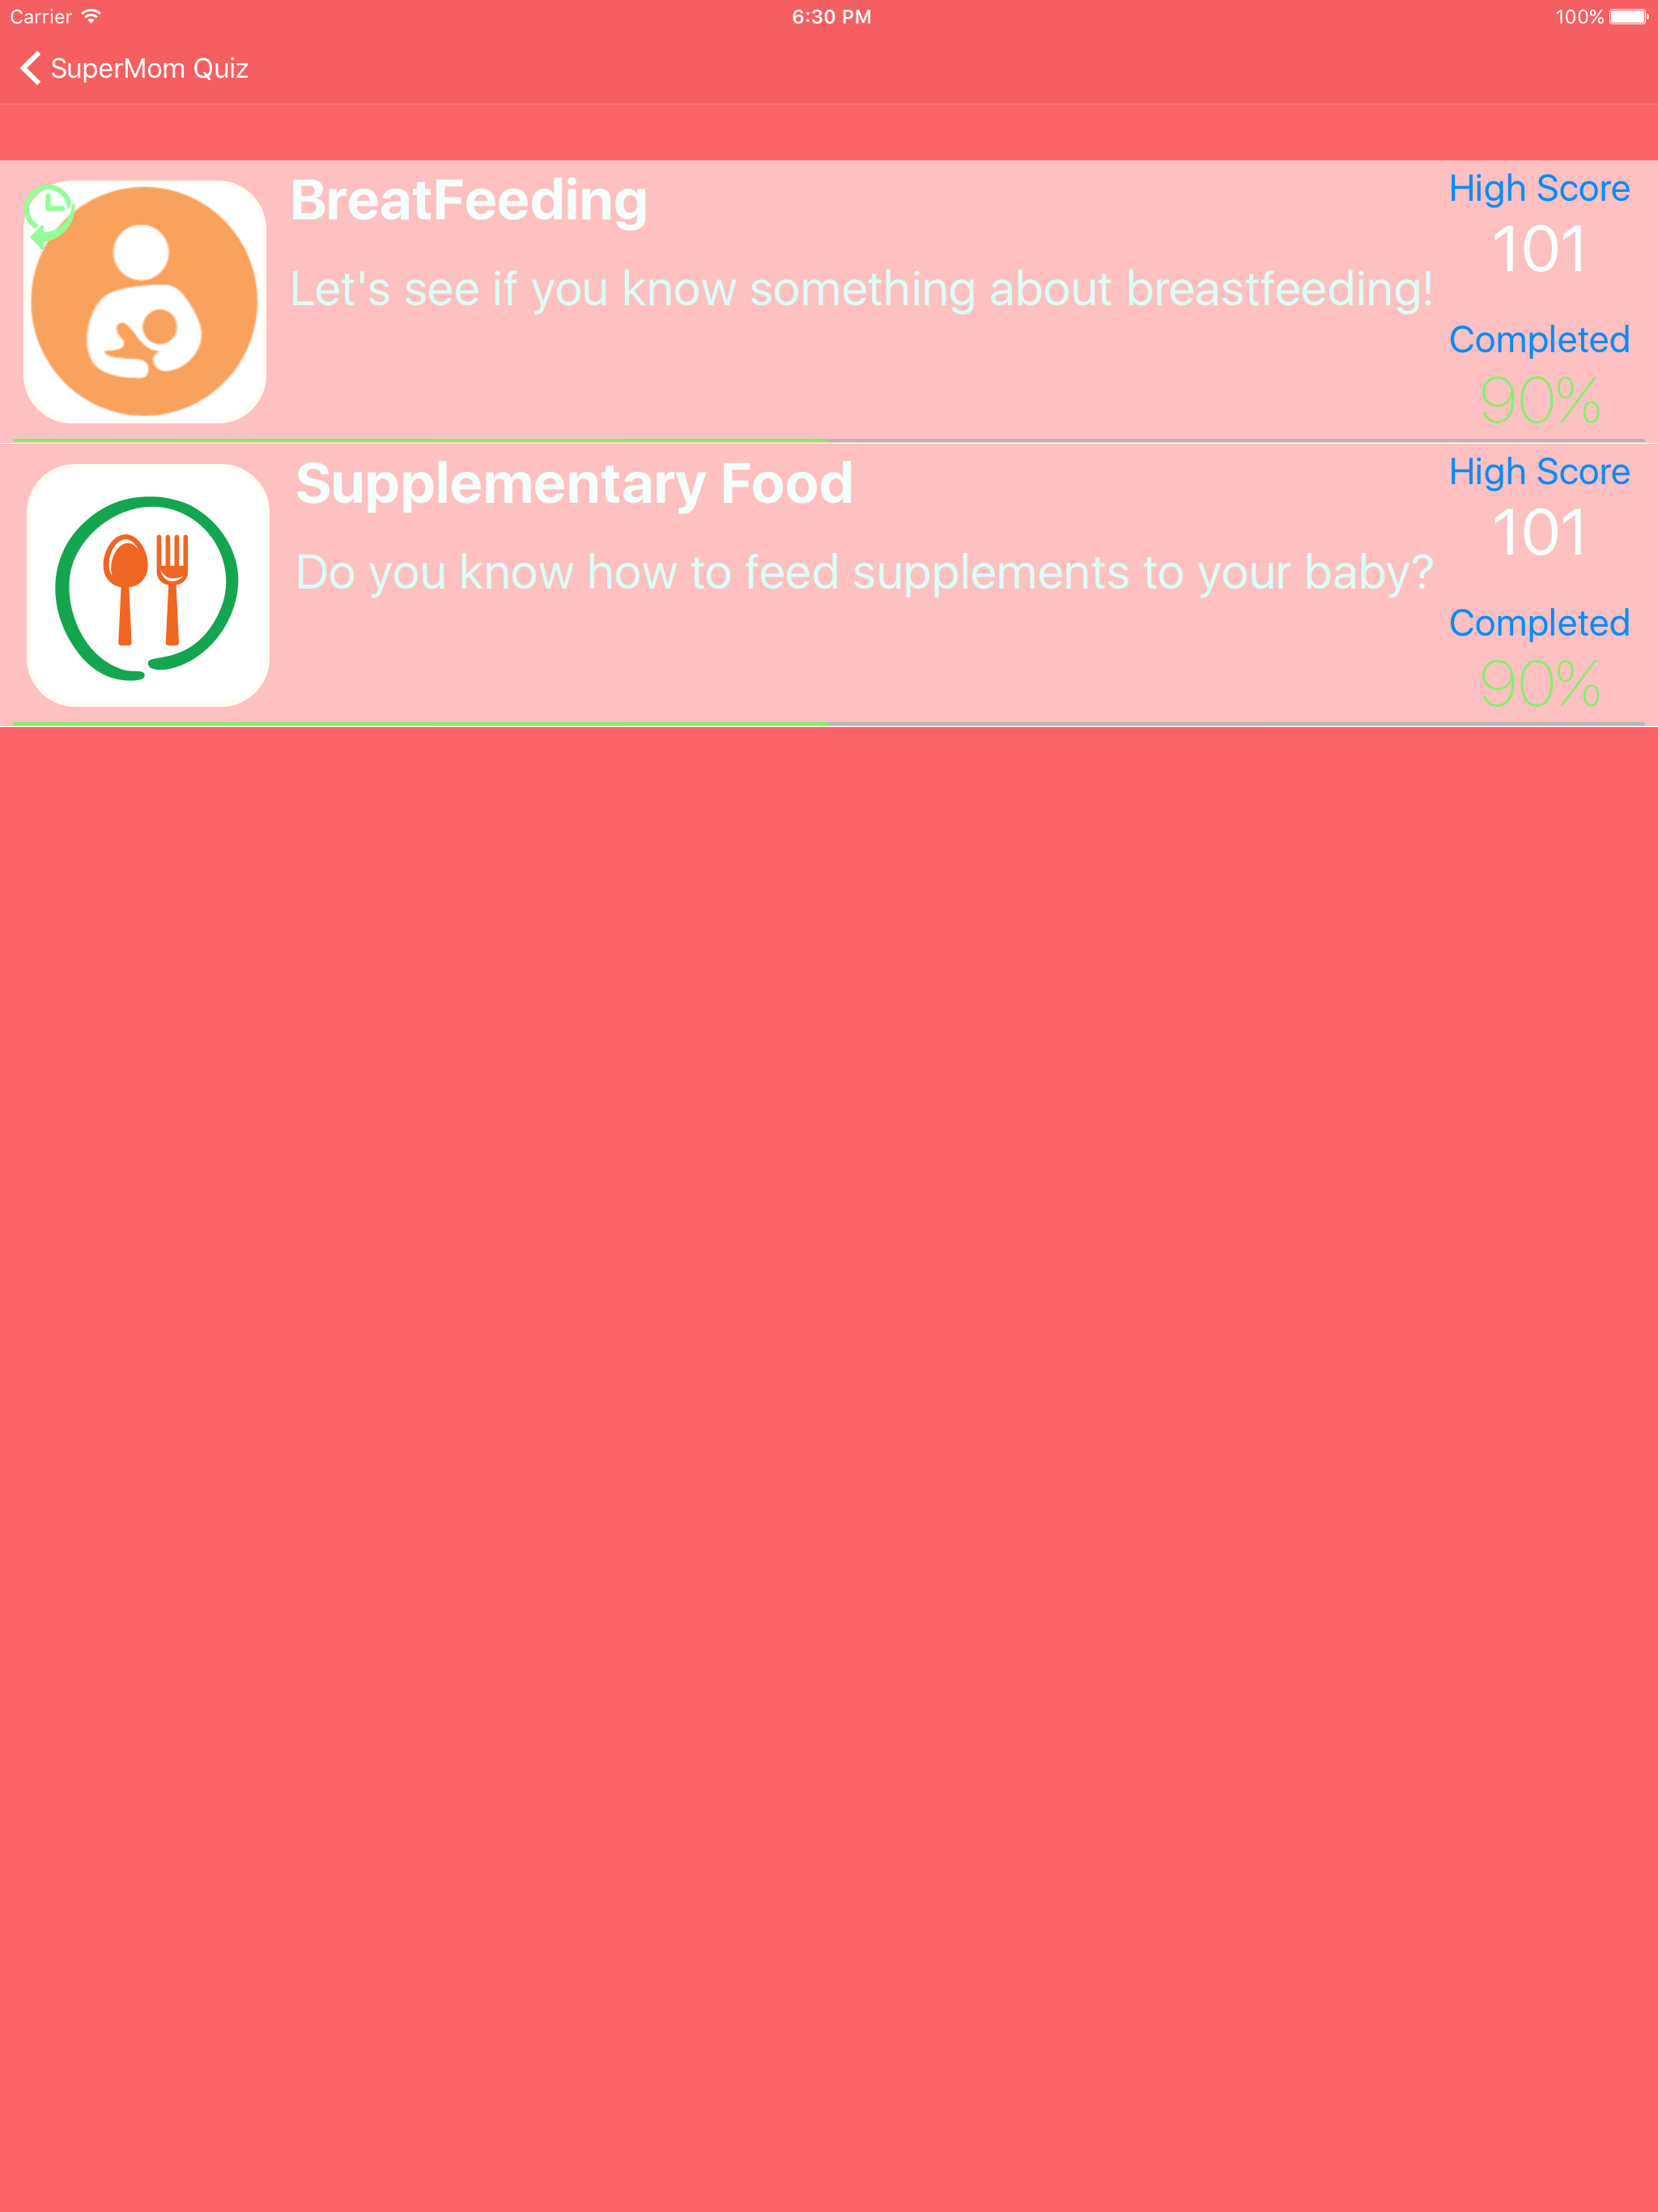 Carrier 6:30 PM 100%
SuperMom Quiz
BreatFeeding
Let's see if you know something about breastfeeding!
High Score
101
Completed
90%
Supplementary Food
Do you know how to feed supplements to your baby?
High Score
101
Completed
90%